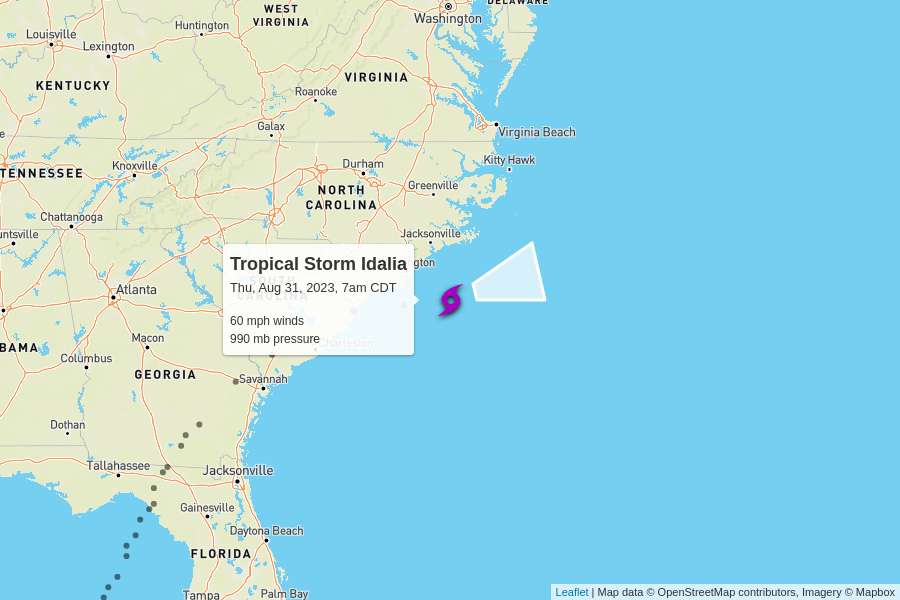 DELAWARE
WEST
VIRGINIA
Washington
Huntington
Louisville
Lexington
VIRGINIA
KENTUCKY
Roanoke
Galax
Virginia Beach
Kitty Hawk
Durham
Knoxville
TENNESSEE
NORTH
CAROLINA
Greenville
Chattanooga
Jacksonville
untsville
ngton
Tropical Storm Idalia
Thu, Aug 31, 2023, 7am CDT
SOUTH
CAROLINA
60 mph winds
990 mb pressure
Charleston
Atlanta
Macon
BAMA
Columbus
GEORGIA
Savannah
Dothan
Tallahassee
Jacksonville
Gainesville
Daytona Beach
FLORIDA
Tampa
Palm Bay
Leaflet | Map data © OpenStreetMap contributors, Imagery © Mapbox